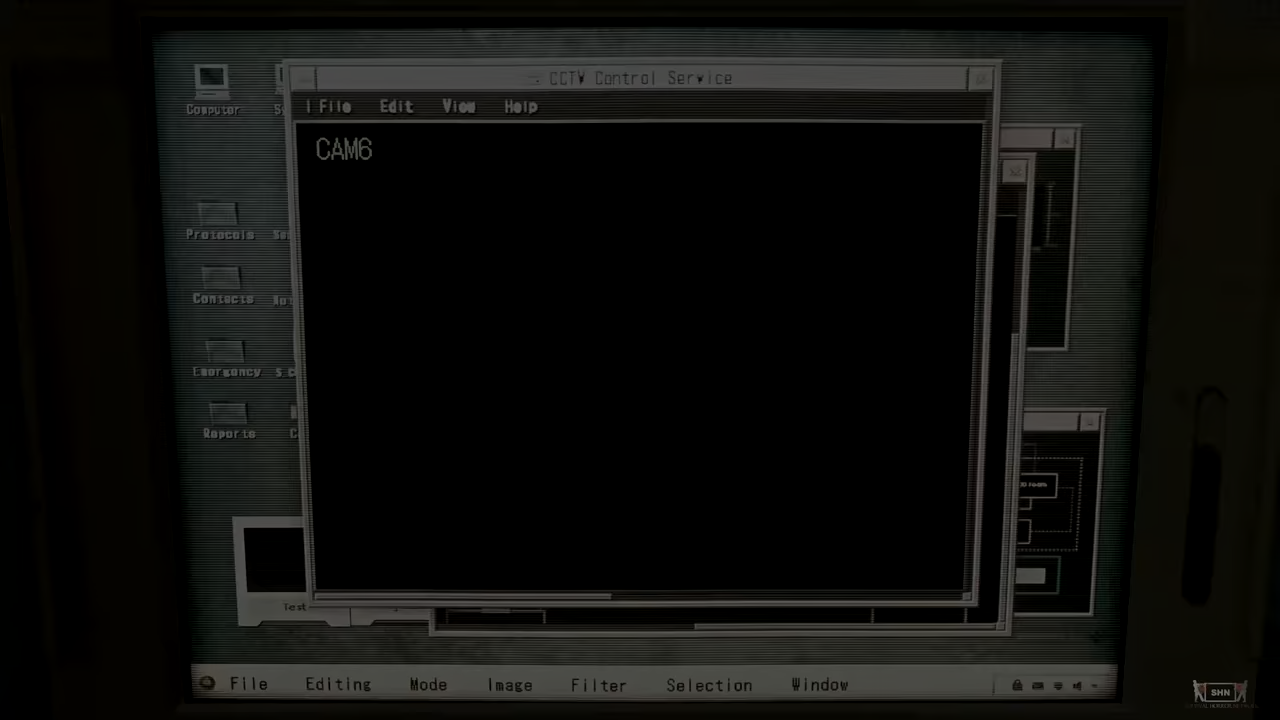 CCTV Control Service
File Edit View Help
CAM6
Computer
Protocols
Contacts
Emergency
Reports
Test
File Editing Mode Image Filter Selection Window
SHN